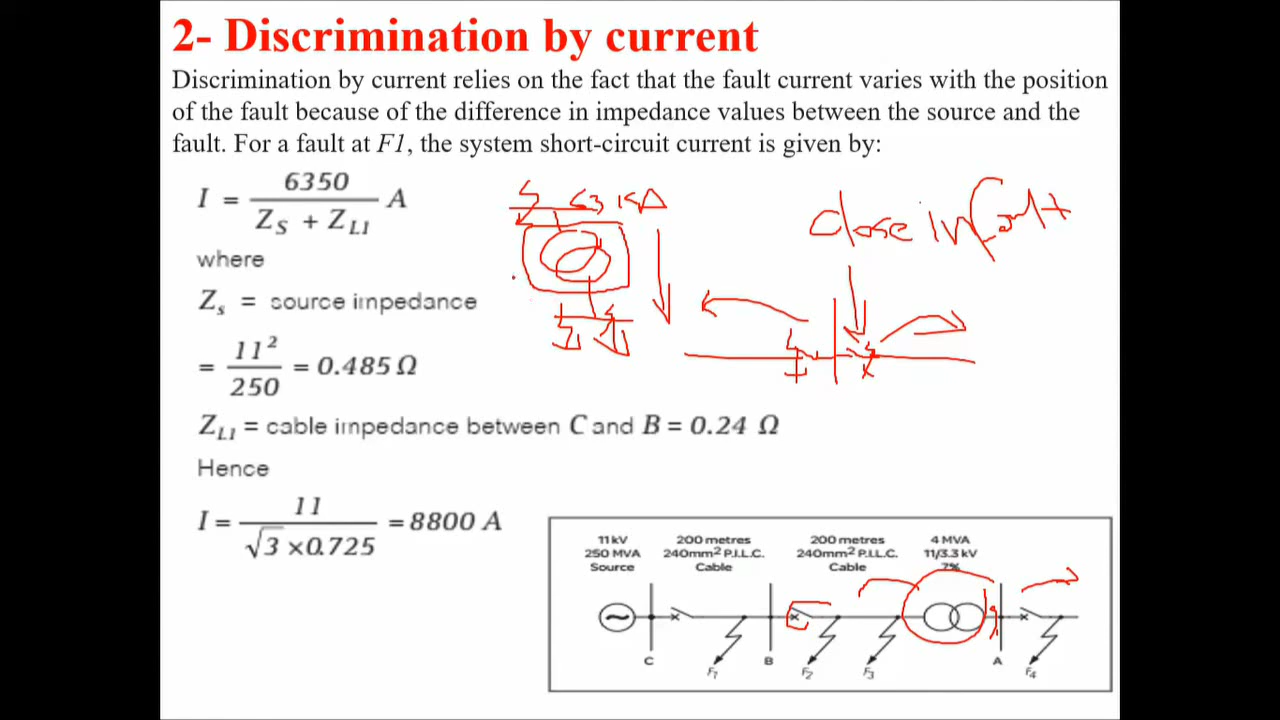 2- Discrimination by current
Discrimination by current relies on the fact that the fault current varies with the position
of the fault because of the difference in impedance values between the source and the
fault. For a fault at F1, the system short-circuit current is given by:
I = 6350 / (Z_S + Z_L1) A
where
Z_s = source impedance
= 11² / 250 = 0.485 Ω
Z_L1 = cable impedance between C and B = 0.24 Ω
Hence
I = 11 / (√3 × 0.725) = 8800 A
63 KA
close in fault
11kV
250 MVA
Source
200 metres
240mm² P.I.L.C.
Cable
200 metres
240mm² P.I.L.C.
Cable
4 MVA
11/3.3 kV
7%
C
F1
B
F2
F3
A
F4